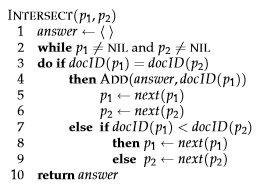 INTERSECT(p1, p2)
1 answer ← ⟨ ⟩
2 while p1 ≠ NIL and p2 ≠ NIL
3 do if docID(p1) = docID(p2)
4 then ADD(answer, docID(p1))
5 p1 ← next(p1)
6 p2 ← next(p2)
7 else if docID(p1) < docID(p2)
8 then p1 ← next(p1)
9 else p2 ← next(p2)
10 return answer